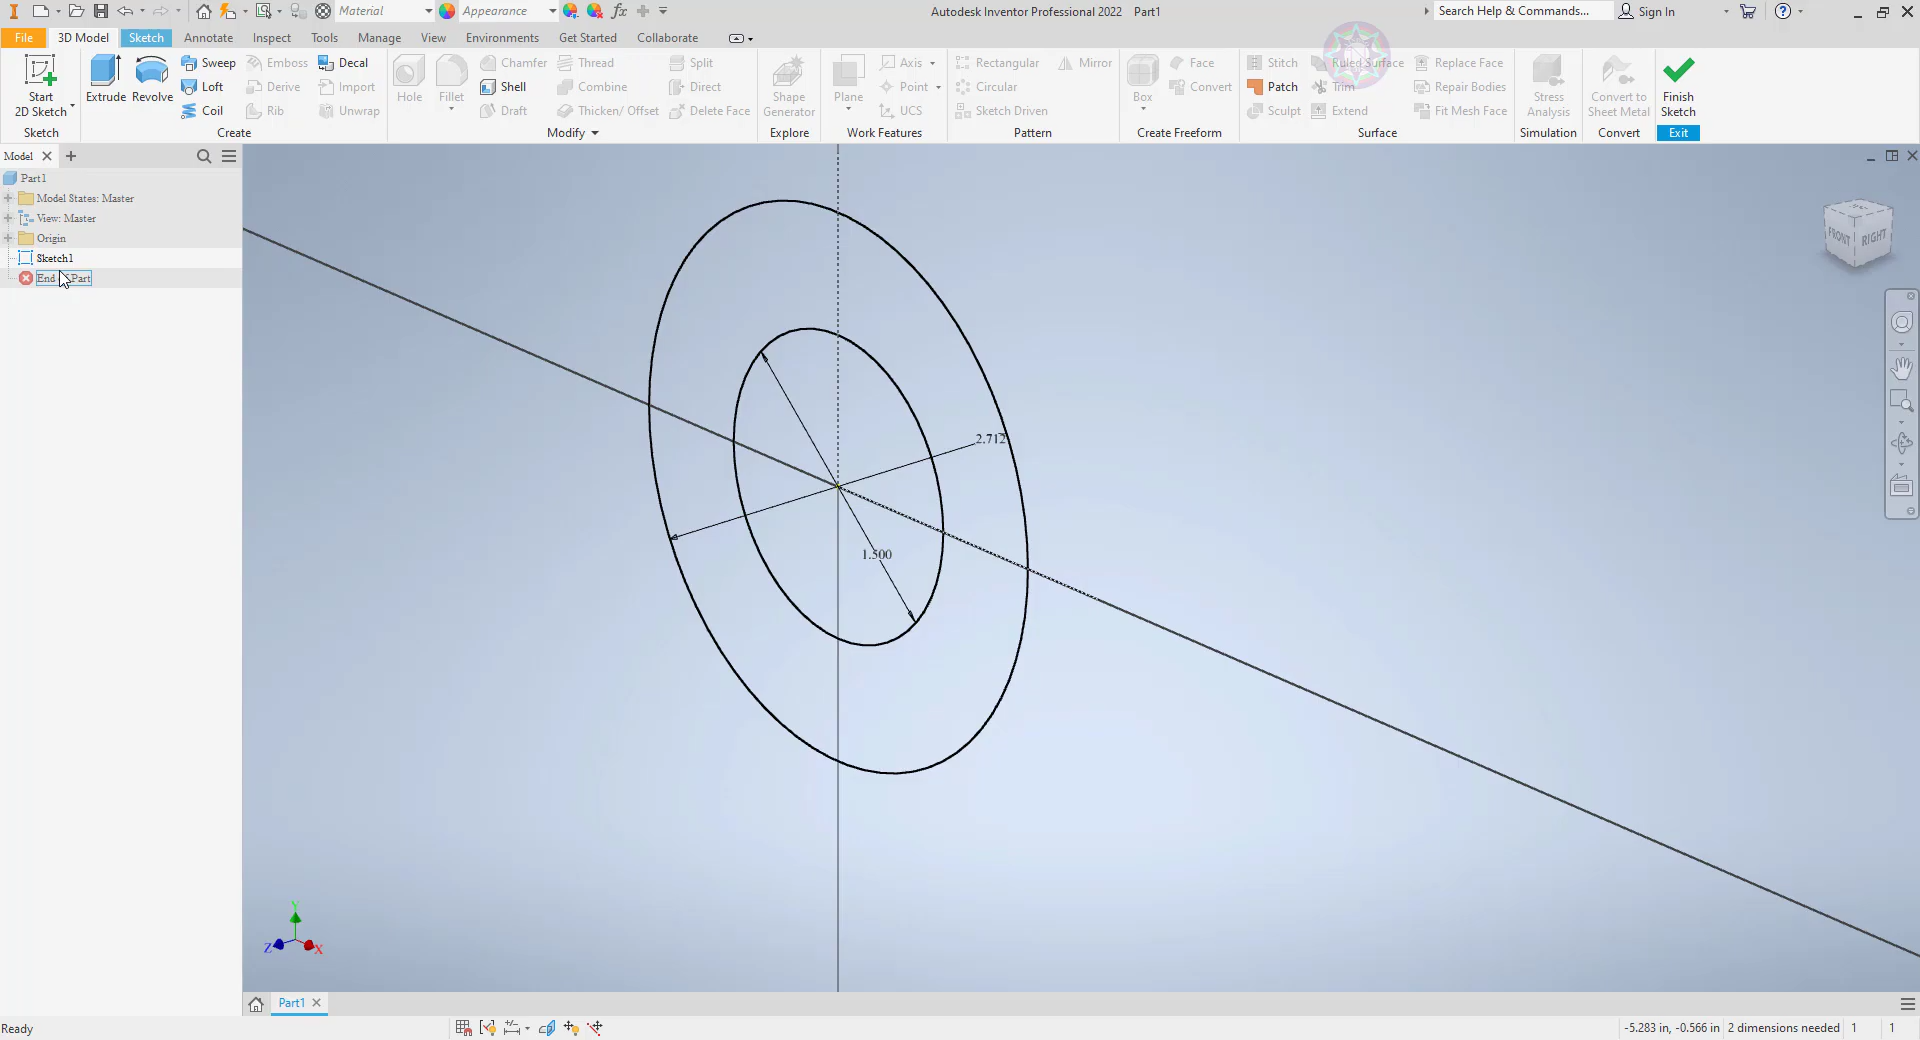 Material Appearance fx Autodesk Inventor Professional 2022 Part1 Search Help & Commands... Sign In
File 3D Model Sketch Annotate Inspect Tools Manage View Environments Get Started Collaborate
Start 2D Sketch
Sketch
Extrude Revolve
Sweep Emboss Decal
Loft Derive Import
Coil Rib Unwrap
Create
Hole Fillet
Chamfer Thread Split
Shell Combine Direct
Draft Thicken/ Offset Delete Face
Modify
Shape Generator
Explore
Plane
Axis
Point
UCS
Work Features
Rectangular Mirror
Circular
Sketch Driven
Pattern
Box
Face
Convert
Create Freeform
Stitch Ruled Surface Replace Face
Patch Trim Repair Bodies
Sculpt Extend Fit Mesh Face
Surface
Stress Analysis
Simulation
Convert to Sheet Metal
Convert
Finish Sketch
Exit
Model
Part1
Model States: Master
View: Master
Origin
Sketch1
End Part
2.712
1.500
FRONT RIGHT
Y
Z X
Part1
Ready -5.283 in, -0.566 in 2 dimensions needed 1 1